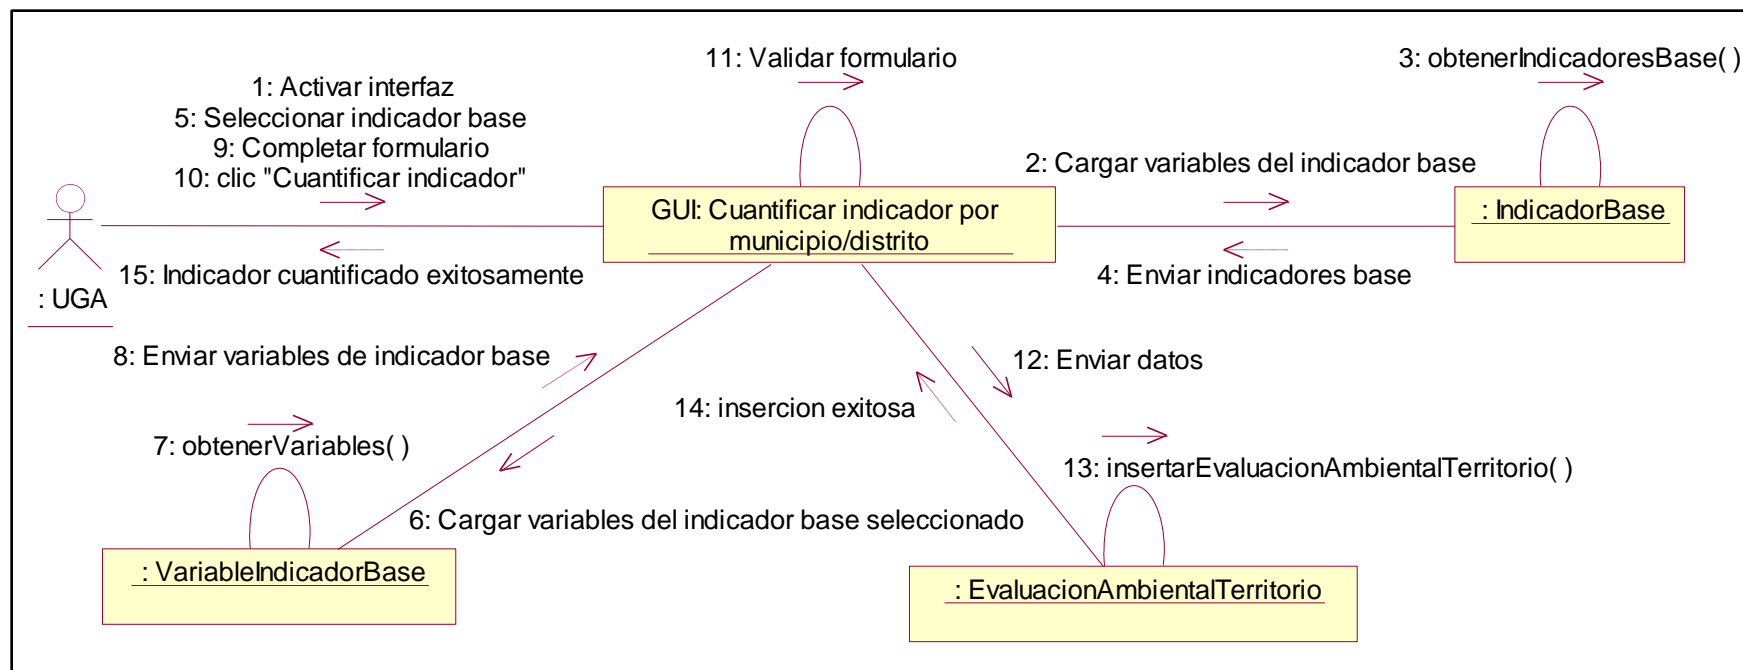 11: Validar formulario
3: obtenerIndicadoresBase( )
1: Activar interfaz
5: Seleccionar indicador base
9: Completar formulario
10: clic "Cuantificar indicador"
2: Cargar variables del indicador base
GUI: Cuantificar indicador por
municipio/distrito
: IndicadorBase
15: Indicador cuantificado exitosamente
4: Enviar indicadores base
: UGA
8: Enviar variables de indicador base
12: Enviar datos
14: insercion exitosa
7: obtenerVariables( )
13: insertarEvaluacionAmbientalTerritorio( )
6: Cargar variables del indicador base seleccionado
: VariableIndicadorBase
: EvaluacionAmbientalTerritorio